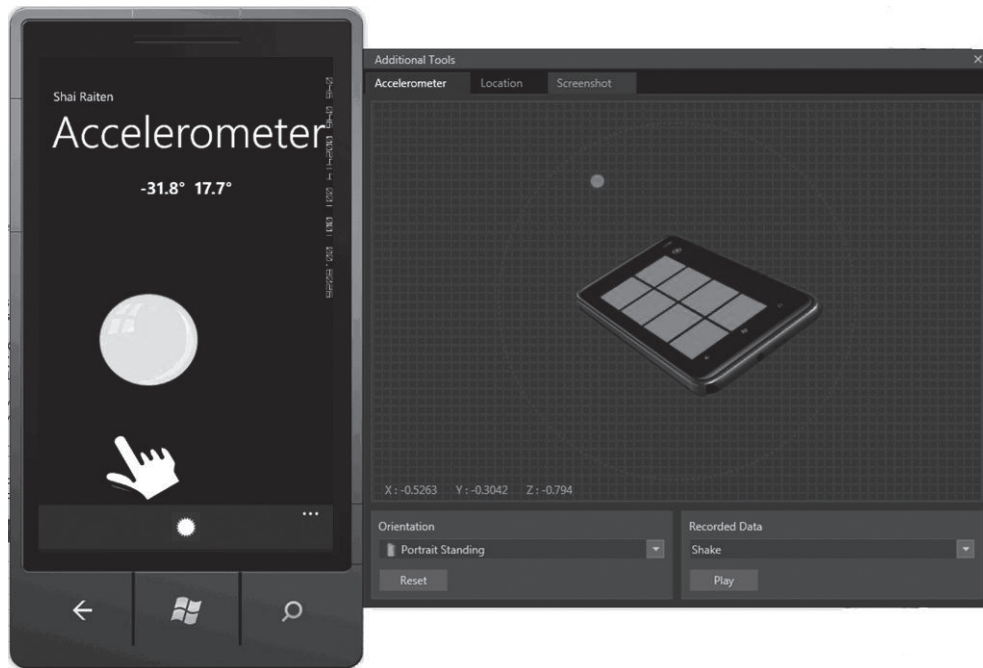 Shai Raiten
Accelerometer
-31.8° 17.7°
...
Additional Tools
Accelerometer Location Screenshot
X : -0.5263 Y : -0.3042 Z : -0.794
Orientation
Portrait Standing
Reset
Recorded Data
Shake
Play